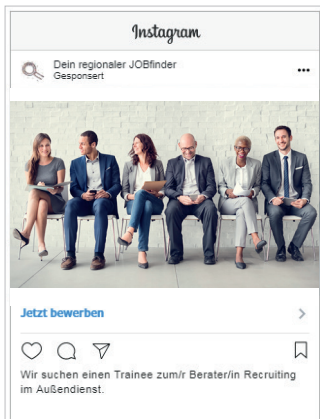 Instagram
Dein regionaler JOBfinder
Gesponsert
Jetzt bewerben
Wir suchen einen Trainee zum/r Berater/in Recruiting
im Außendienst.